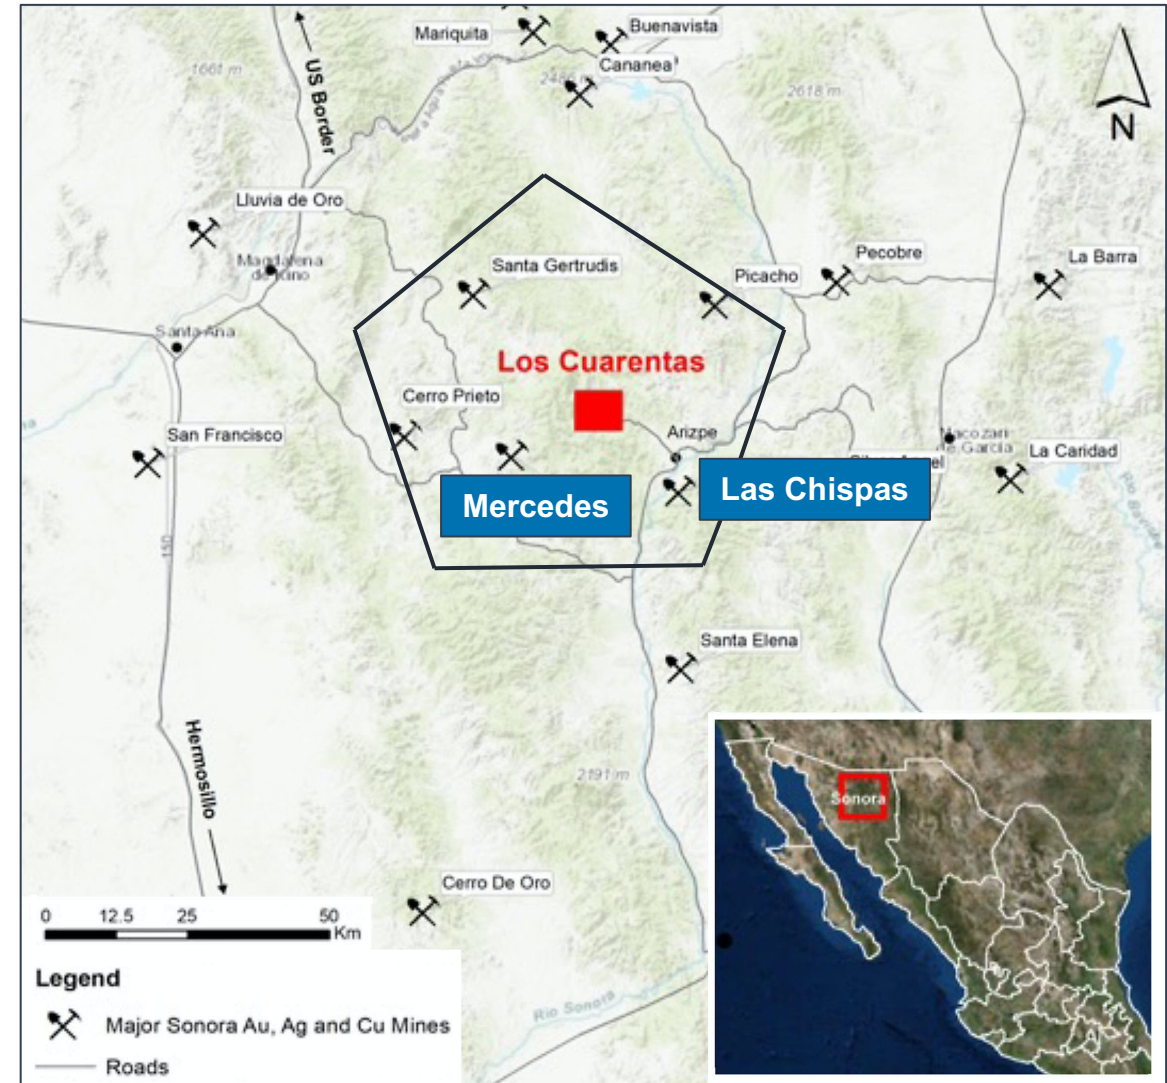 Mariquita
Buenavista
Cananea
1661 m
2618 m
US Border
N
Lluvia de Oro
Magdalena
de Kino
Santa Gertrudis
Picacho
Pecobre
La Barra
Santa Ana
Los Cuarentas
Cerro Prieto
San Francisco
Arizpe
Nacozari
de Garcia
La Caridad
Mercedes
Las Chispas
150
Santa Elena
Hermosillo
2191 m
Sonora
Cerro De Oro
0 12.5 25 50
Km
Rio Sonora
Legend
Major Sonora Au, Ag and Cu Mines
Roads